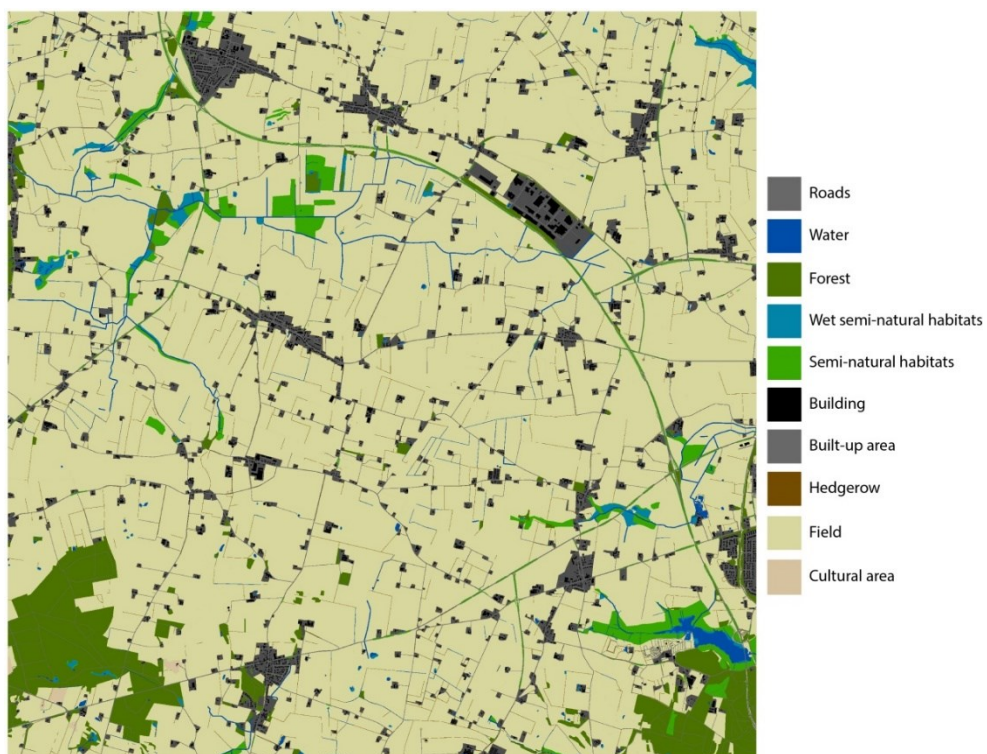 Roads
Water
Forest
Wet semi-natural habitats
Semi-natural habitats
Building
Built-up area
Hedgerow
Field
Cultural area